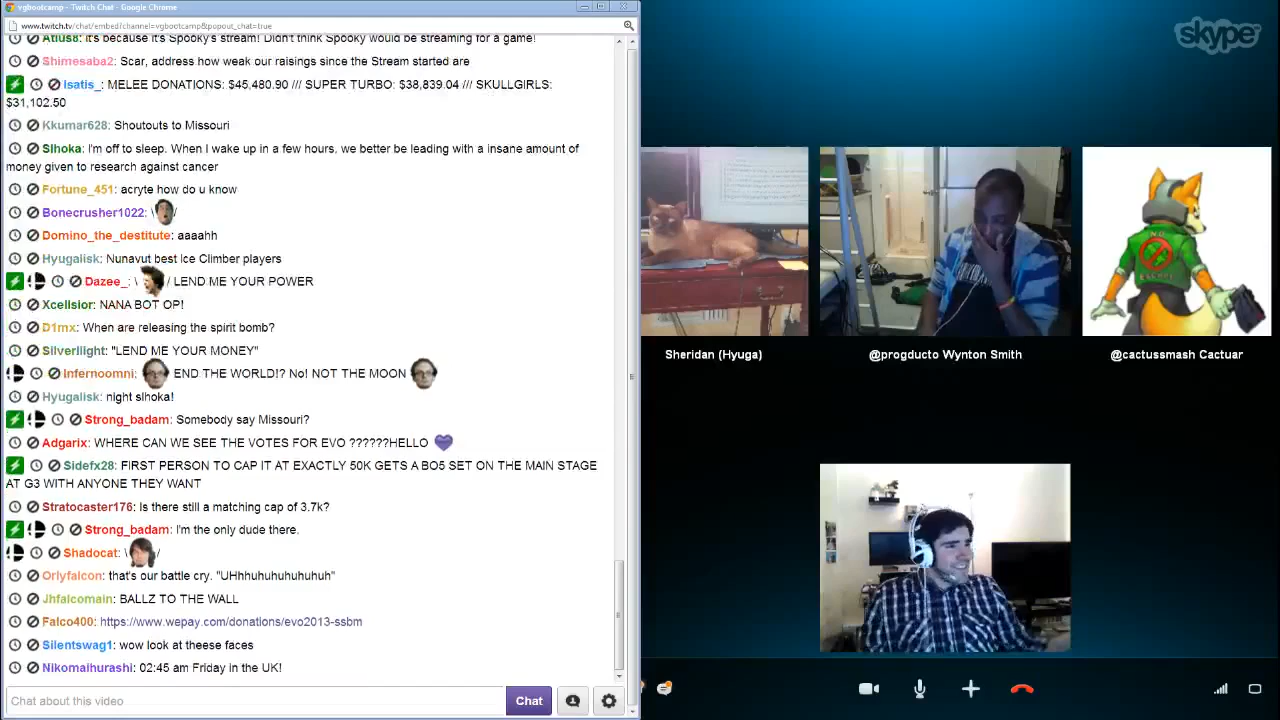 vgbootcamp - Twitch Chat - Google Chrome
www.twitch.tv/chat/embed?channel=vgbootcamp&popout_chat=true
Atlus8: It's because it's Spooky's stream! Didn't think Spooky would be streaming for a game!
Shimesaba2: Scar, address how weak our raisings since the Stream started are
Isatis_: MELEE DONATIONS: $45,480.90 /// SUPER TURBO: $38,839.04 /// SKULLGIRLS:
$31,102.50
Kkumar628: Shoutouts to Missouri
Slhoka: I'm off to sleep. When I wake up in a few hours, we better be leading with a insane amount of
money given to research against cancer
Fortune_451: acryte how do u know
Bonecrusher1022: \ /
Domino_the_destitute: aaaahh
Hyugalisk: Nunavut best Ice Climber players
Dazee_: \ / LEND ME YOUR POWER
Xcellsior: NANA BOT OP!
D1mx: When are releasing the spirit bomb?
Silverllight: "LEND ME YOUR MONEY"
Infernoomni: END THE WORLD!? No! NOT THE MOON
Hyugalisk: night slhoka!
Strong_badam: Somebody say Missouri?
Adgarix: WHERE CAN WE SEE THE VOTES FOR EVO ??????HELLO
Sidefx28: FIRST PERSON TO CAP IT AT EXACTLY 50K GETS A BO5 SET ON THE MAIN STAGE
AT G3 WITH ANYONE THEY WANT
Stratocaster176: Is there still a matching cap of 3.7k?
Strong_badam: I'm the only dude there.
Shadocat: \ /
Orlyfalcon: that's our battle cry. "UHhhuhuhuhuhuh"
Jhfalcomain: BALLZ TO THE WALL
Falco400: https://www.wepay.com/donations/evo2013-ssbm
Silentswag1: wow look at theese faces
Nikomaihurashi: 02:45 am Friday in the UK!
Chat about this video
Chat
skype
NO
Sheridan (Hyuga)
@progducto Wynton Smith
@cactussmash Cactuar